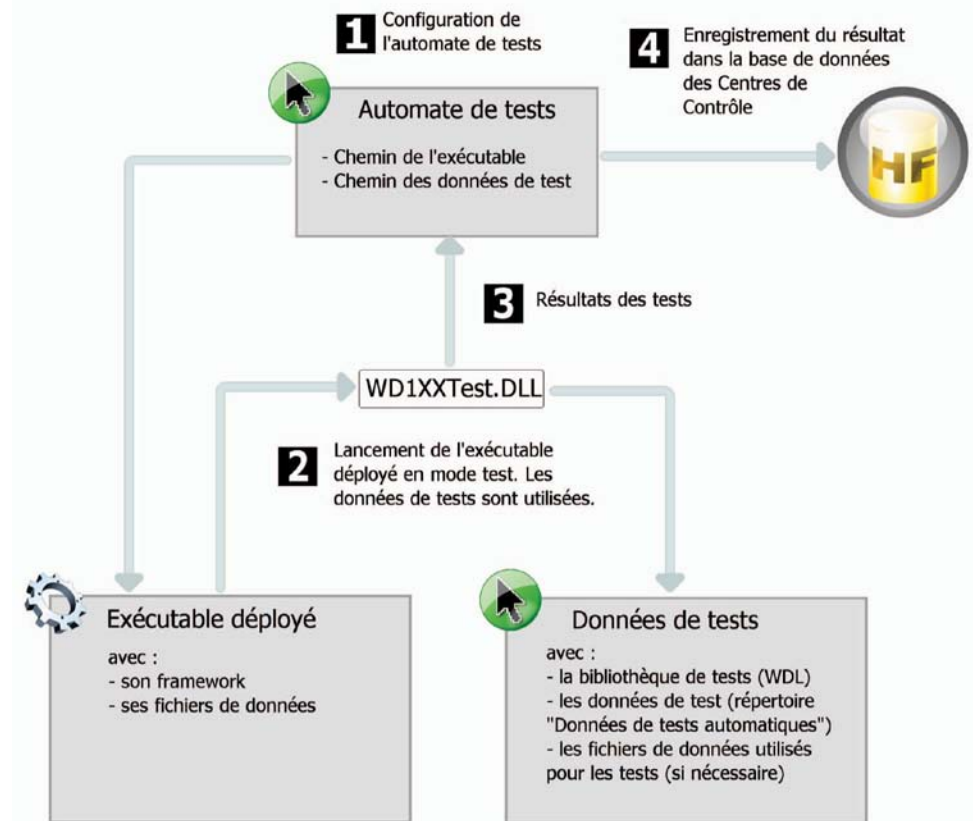 1 Configuration de
l'automate de tests
4 Enregistrement du résultat
dans la base de données
des Centres de
Contrôle
Automate de tests
- Chemin de l'exécutable
- Chemin des données de test
HF
3 Résultats des tests
WD1XXTest.DLL
2 Lancement de l'exécutable
déployé en mode test. Les
données de tests sont utilisées.
Exécutable déployé
avec :
- son framework
- ses fichiers de données
Données de tests
avec :
- la bibliothèque de tests (WDL)
- les données de test (répertoire
"Données de tests automatiques")
- les fichiers de données utilisés
pour les tests (si nécessaire)